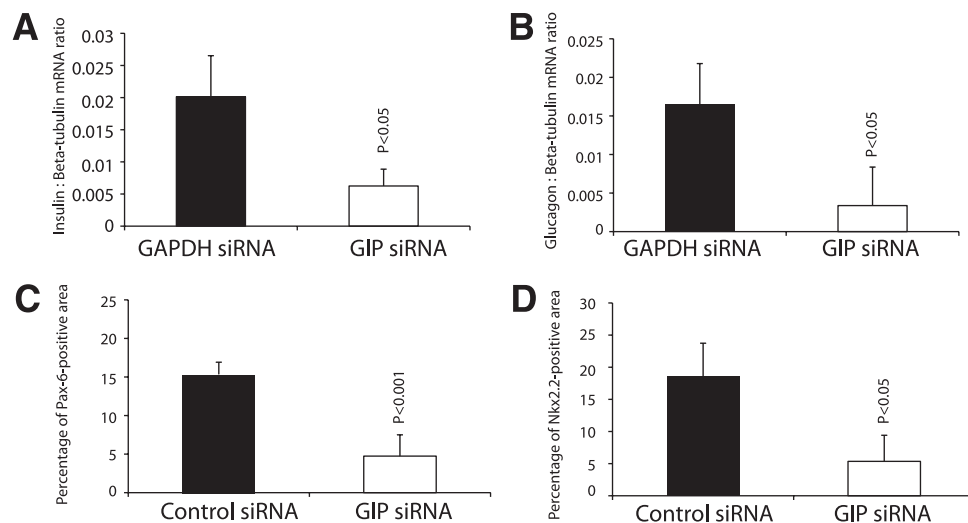 A
Insulin : Beta-tubulin mRNA ratio
0.03
0.025
0.02
0.015
0.01
0.005
0
P<0.05
GAPDH siRNA
GIP siRNA
B
Glucagon : Beta-tubulin mRNA ratio
0.025
0.02
0.015
0.01
0.005
0
P<0.05
GAPDH siRNA
GIP siRNA
C
Percentage of Pax-6-positive area
25
20
15
10
5
0
P<0.001
Control siRNA
GIP siRNA
D
Percentage of Nkx2.2-positive area
30
25
20
15
10
5
0
P<0.05
Control siRNA
GIP siRNA